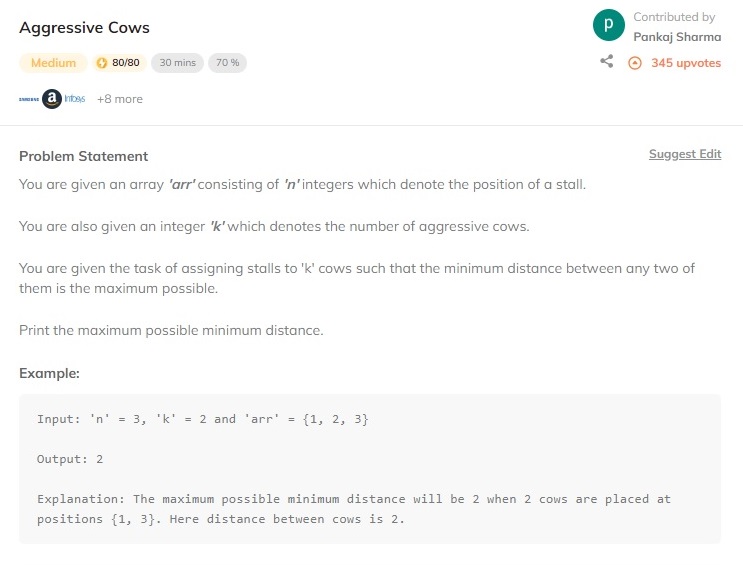 Aggressive Cows
P
Contributed by
Pankaj Sharma
Medium 80/80 30 mins 70 %
345 upvotes
SAMSUNG a Infosys +8 more
Problem Statement
Suggest Edit
You are given an array 'arr' consisting of 'n' integers which denote the position of a stall.
You are also given an integer 'k' which denotes the number of aggressive cows.
You are given the task of assigning stalls to 'k' cows such that the minimum distance between any two of
them is the maximum possible.
Print the maximum possible minimum distance.
Example:
Input: 'n' = 3, 'k' = 2 and 'arr' = {1, 2, 3}
Output: 2
Explanation: The maximum possible minimum distance will be 2 when 2 cows are placed at
positions {1, 3}. Here distance between cows is 2.